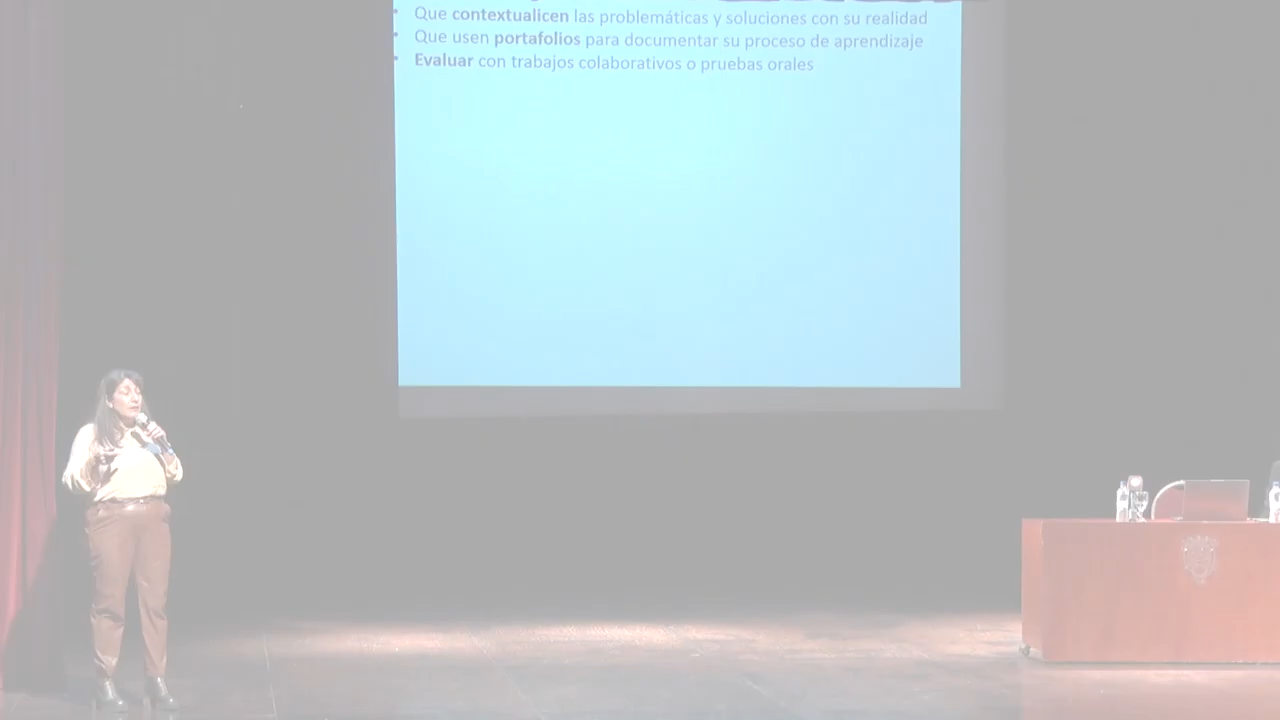 • Que contextualicen las problemáticas y soluciones con su realidad
• Que usen portafolios para documentar su proceso de aprendizaje
• Evaluar con trabajos colaborativos o pruebas orales